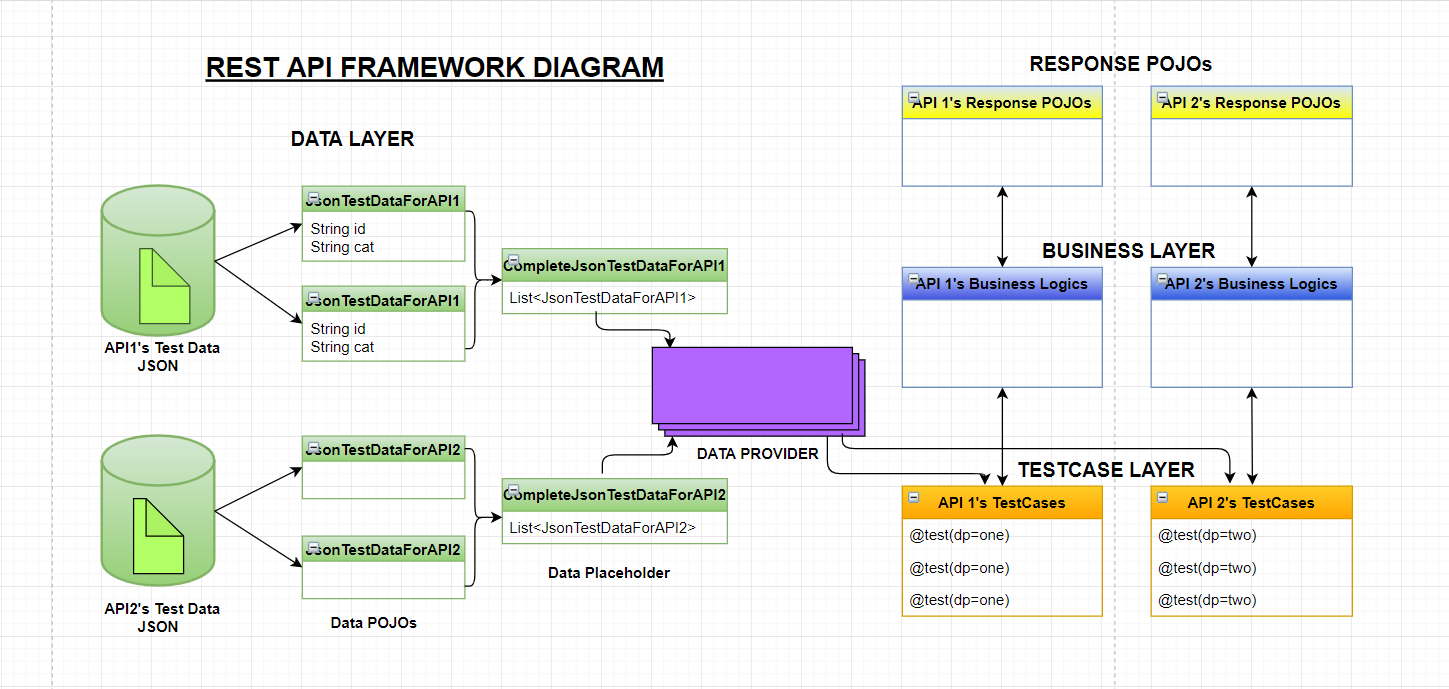 REST API FRAMEWORK DIAGRAM
DATA LAYER
API1's Test Data
JSON
JsonTestDataForAPI1
String id
String cat
JsonTestDataForAPI1
String id
String cat
CompleteJsonTestDataForAPI1
List<JsonTestDataForAPI1>
API2's Test Data
JSON
JsonTestDataForAPI2
JsonTestDataForAPI2
Data POJOs
CompleteJsonTestDataForAPI2
List<JsonTestDataForAPI2>
Data Placeholder
DATA PROVIDER
RESPONSE POJOs
API 1's Response POJOs
API 2's Response POJOs
BUSINESS LAYER
API 1's Business Logics
API 2's Business Logics
TESTCASE LAYER
API 1's TestCases
@test(dp=one)
@test(dp=one)
@test(dp=one)
API 2's TestCases
@test(dp=two)
@test(dp=two)
@test(dp=two)